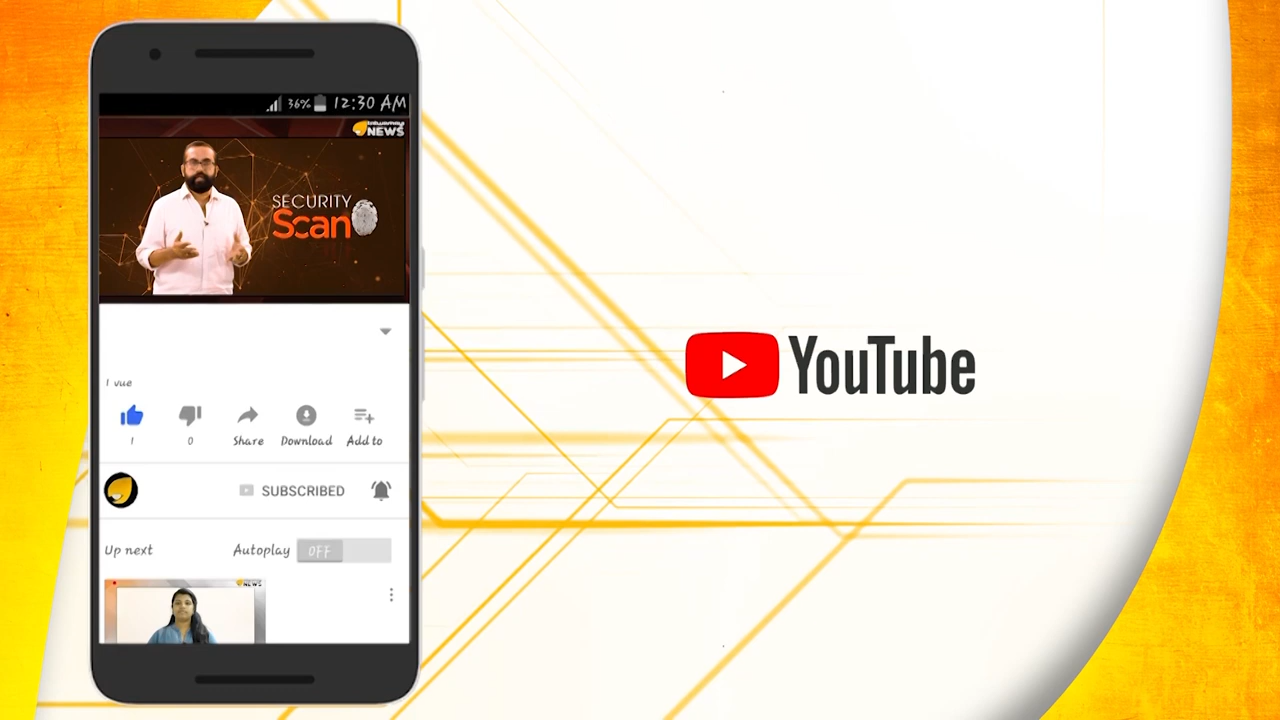 36% 12:30 AM
NEWS
SECURITY
Scan
1 vue
1
0
Share
Download
Add to
SUBSCRIBED
Up next
Autoplay
OFF
NEWS
YouTube